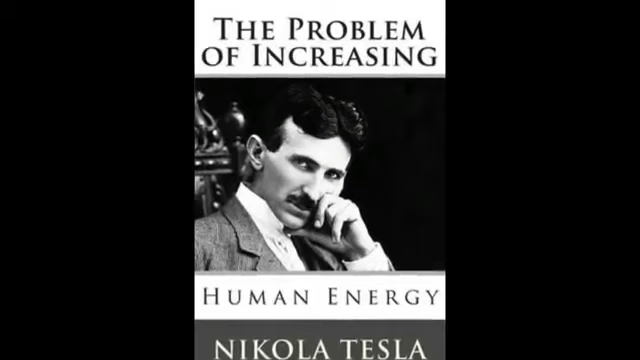 THE PROBLEM
OF INCREASING
HUMAN ENERGY
NIKOLA TESLA